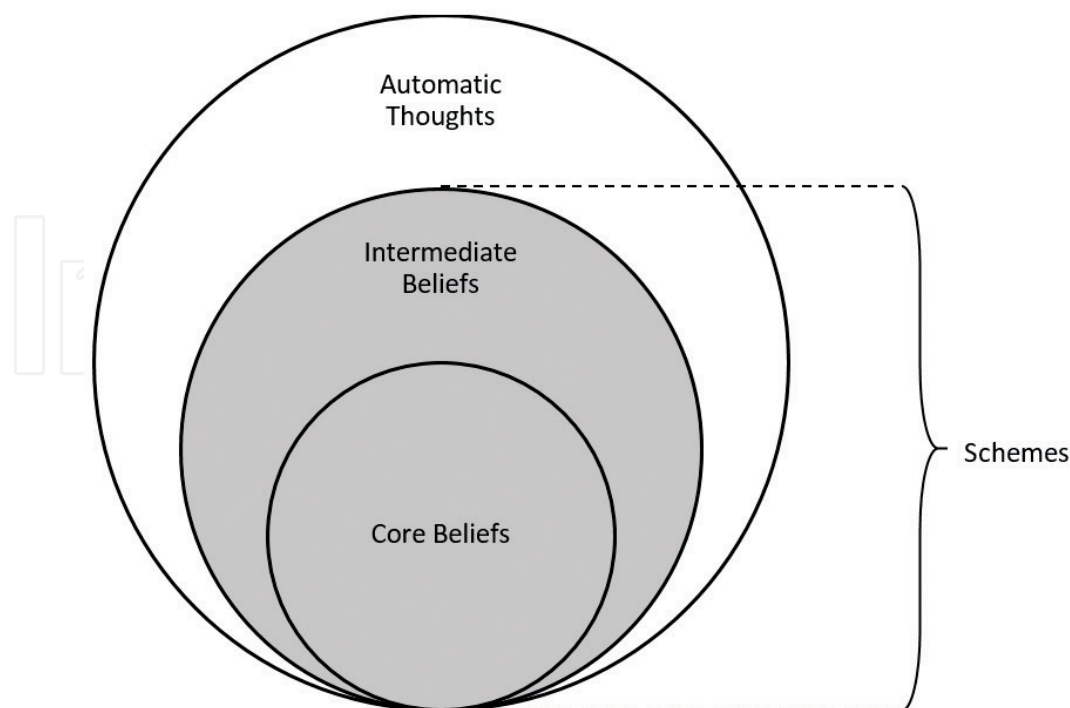 Automatic
Thoughts
Intermediate
Beliefs
Core Beliefs
Schemes